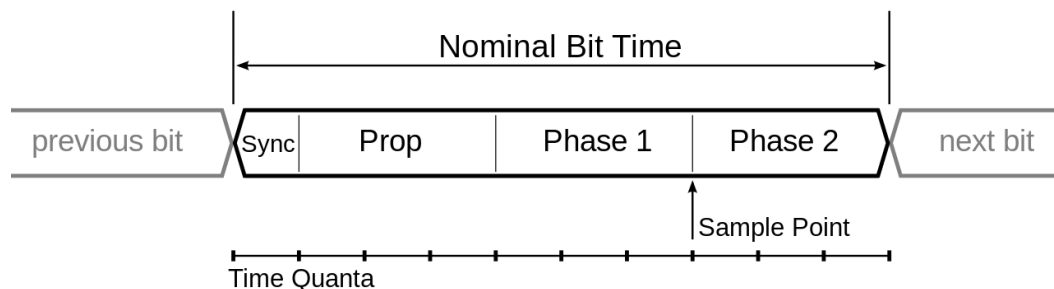 Nominal Bit Time
previous bit
Sync
Prop
Phase 1
Phase 2
next bit
Sample Point
Time Quanta